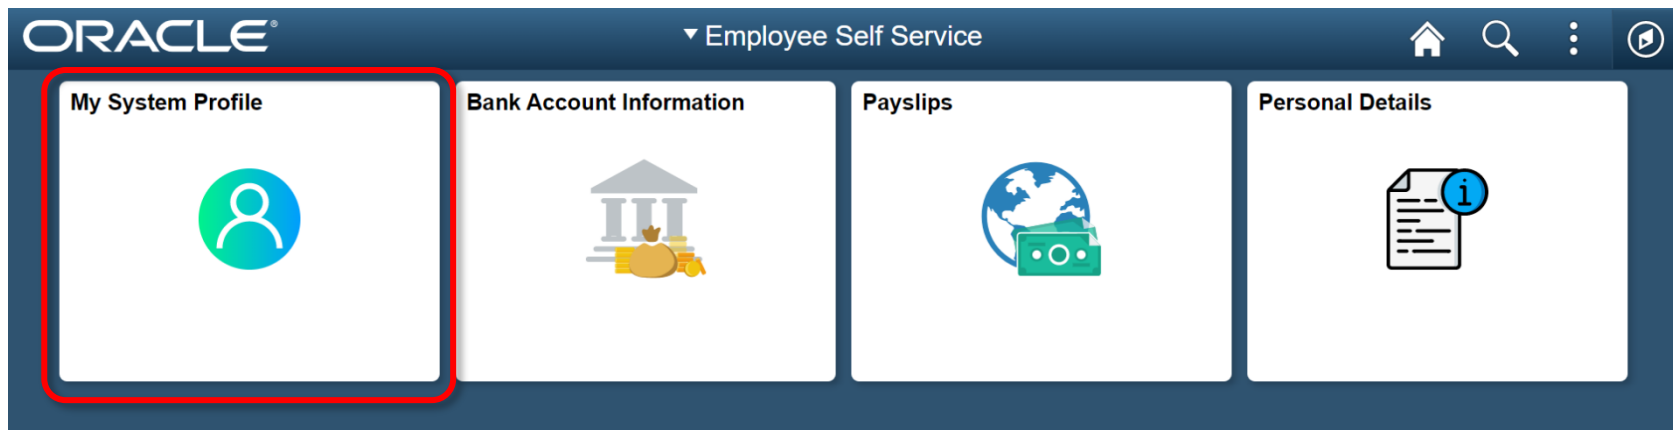 ORACLE®
Employee Self Service
My System Profile
Bank Account Information
Payslips
Personal Details
i